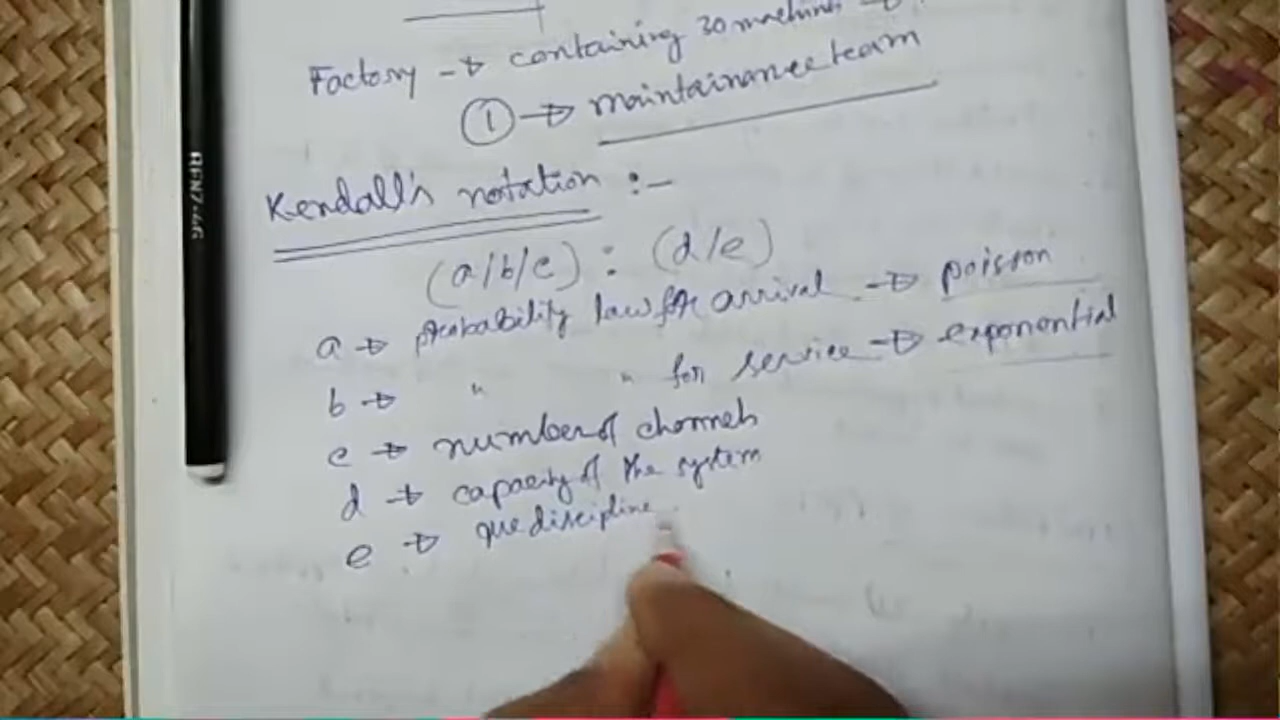 Factory → containing 30 machines →
① → maintainance team
Kendall's notation :-
(a/b/c) : (d/e)
a → probability law for arrival → poisson
b → " " for service → exponential
c → number of channels
d → capacity of the system
e → que discipline